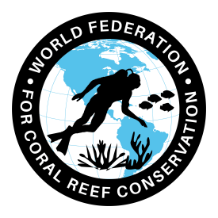 • WORLD FEDERATION •
FOR CORAL REEF CONSERVATION